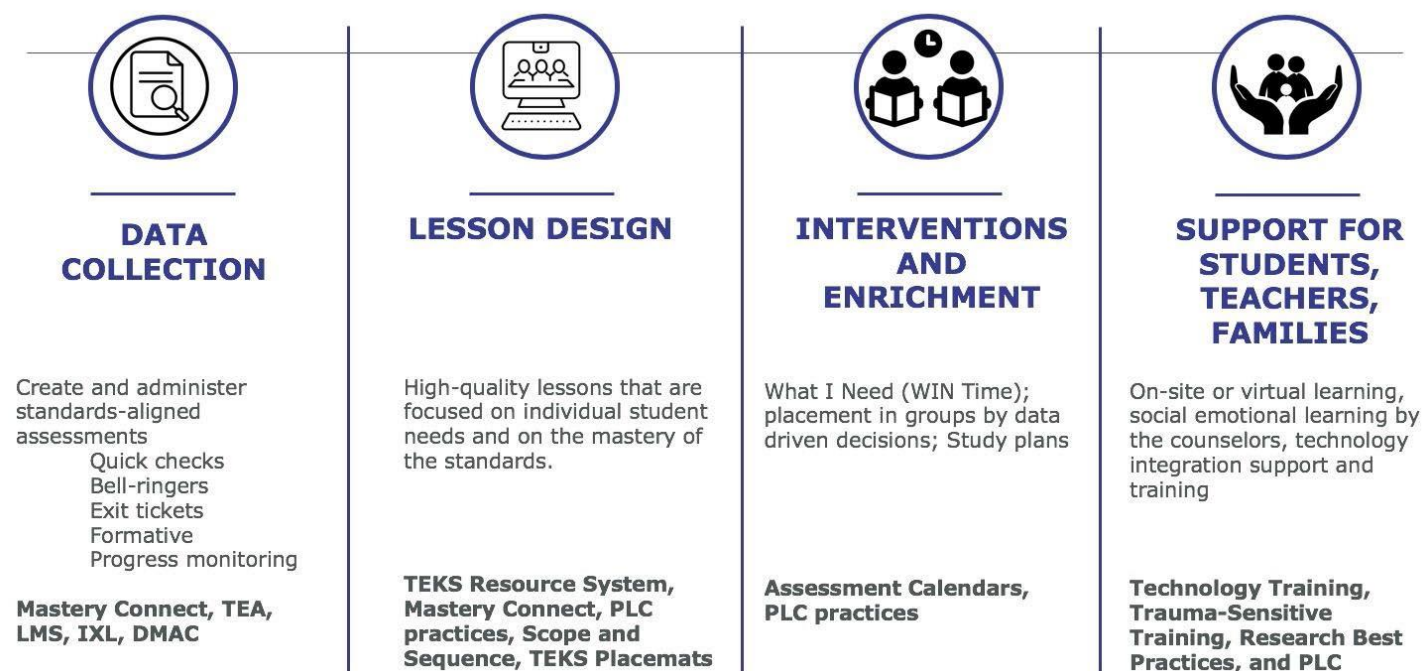 DATA
COLLECTION
Create and administer
standards-aligned
assessments
Quick checks
Bell-ringers
Exit tickets
Formative
Progress monitoring
Mastery Connect, TEA,
LMS, IXL, DMAC
LESSON DESIGN
High-quality lessons that are
focused on individual student
needs and on the mastery of
the standards.
TEKS Resource System,
Mastery Connect, PLC
practices, Scope and
Sequence, TEKS Placemats
INTERVENTIONS
AND
ENRICHMENT
What I Need (WIN Time);
placement in groups by data
driven decisions; Study plans
Assessment Calendars,
PLC practices
SUPPORT FOR
STUDENTS,
TEACHERS,
FAMILIES
On-site or virtual learning,
social emotional learning by
the counselors, technology
integration support and
training
Technology Training,
Trauma-Sensitive
Training, Research Best
Practices, and PLC